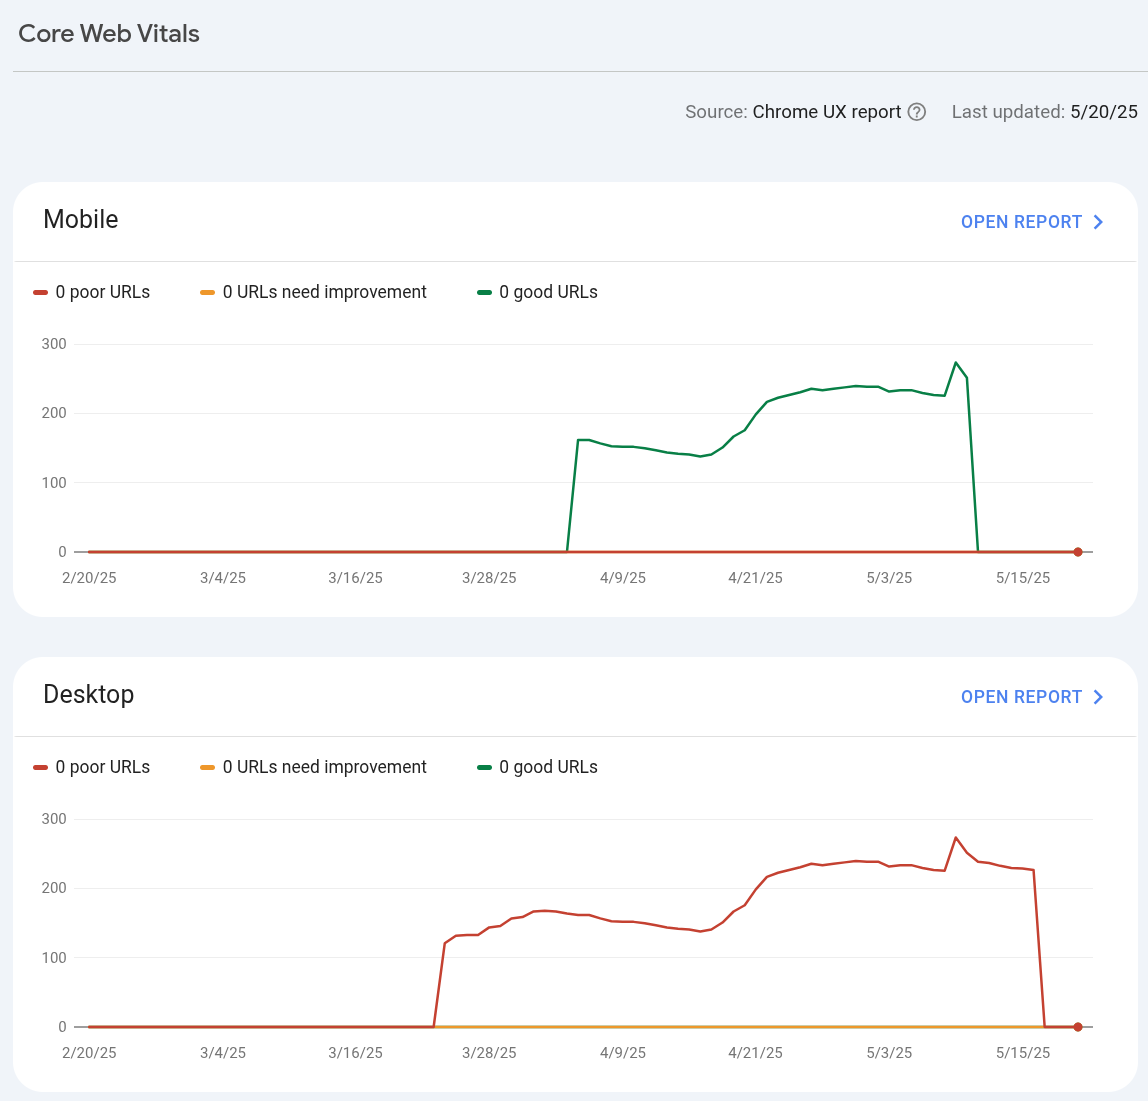 Core Web Vitals
Source: Chrome UX report Last updated: 5/20/25
Mobile
OPEN REPORT
0 poor URLs 0 URLs need improvement 0 good URLs
300
200
100
0
2/20/25 3/4/25 3/16/25 3/28/25 4/9/25 4/21/25 5/3/25 5/15/25
Desktop
OPEN REPORT
0 poor URLs 0 URLs need improvement 0 good URLs
300
200
100
0
2/20/25 3/4/25 3/16/25 3/28/25 4/9/25 4/21/25 5/3/25 5/15/25